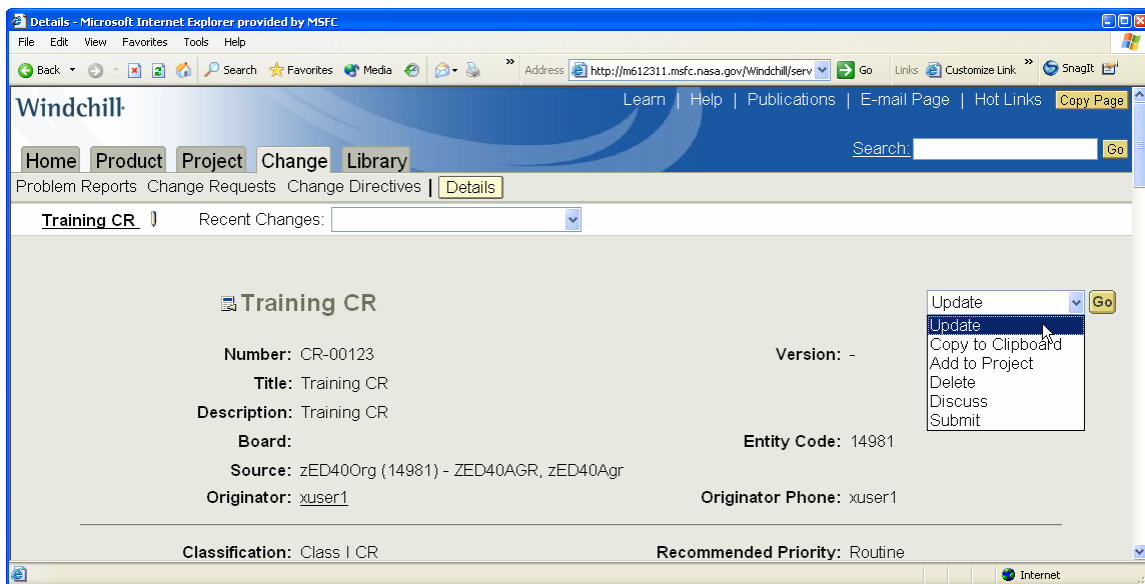 Details - Microsoft Internet Explorer provided by MSFC
File Edit View Favorites Tools Help
Back Search Favorites Media » Address http://m612311.msfc.nasa.gov/Windchill/serv Go Links Customize Link » SnagIt
Windchill
Learn | Help | Publications | E-mail Page | Hot Links Copy Page
Search: Go
Home Product Project Change Library
Problem Reports Change Requests Change Directives | Details
Training CR Recent Changes:
Training CR
Update Go
Update
Copy to Clipboard
Add to Project
Delete
Discuss
Submit
Number: CR-00123 Version: -
Title: Training CR
Description: Training CR
Board: Entity Code: 14981
Source: zED40Org (14981) - ZED40AGR, zED40Agr
Originator: xuser1 Originator Phone: xuser1
Classification: Class I CR Recommended Priority: Routine
Internet